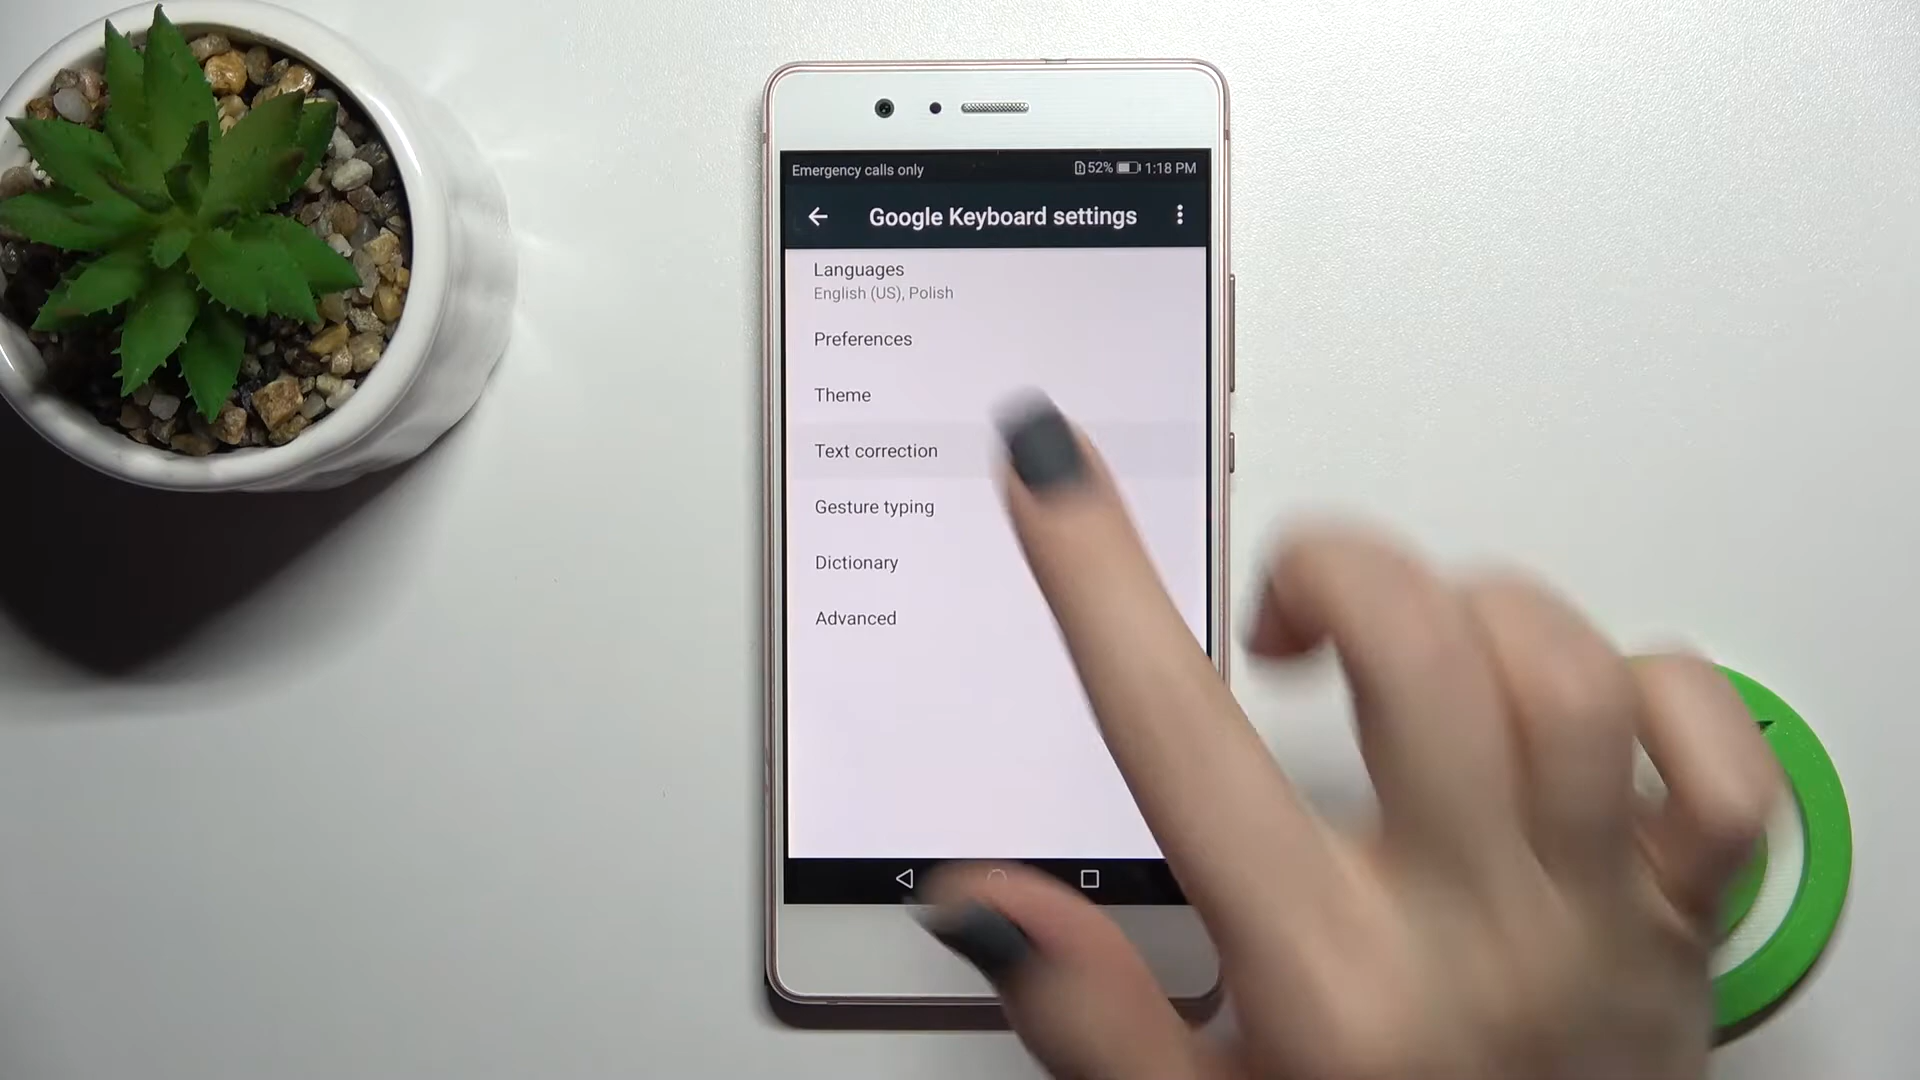 Emergency calls only
52% 1:18 PM
Google Keyboard settings
Languages
English (US), Polish
Preferences
Theme
Text correction
Gesture typing
Dictionary
Advanced